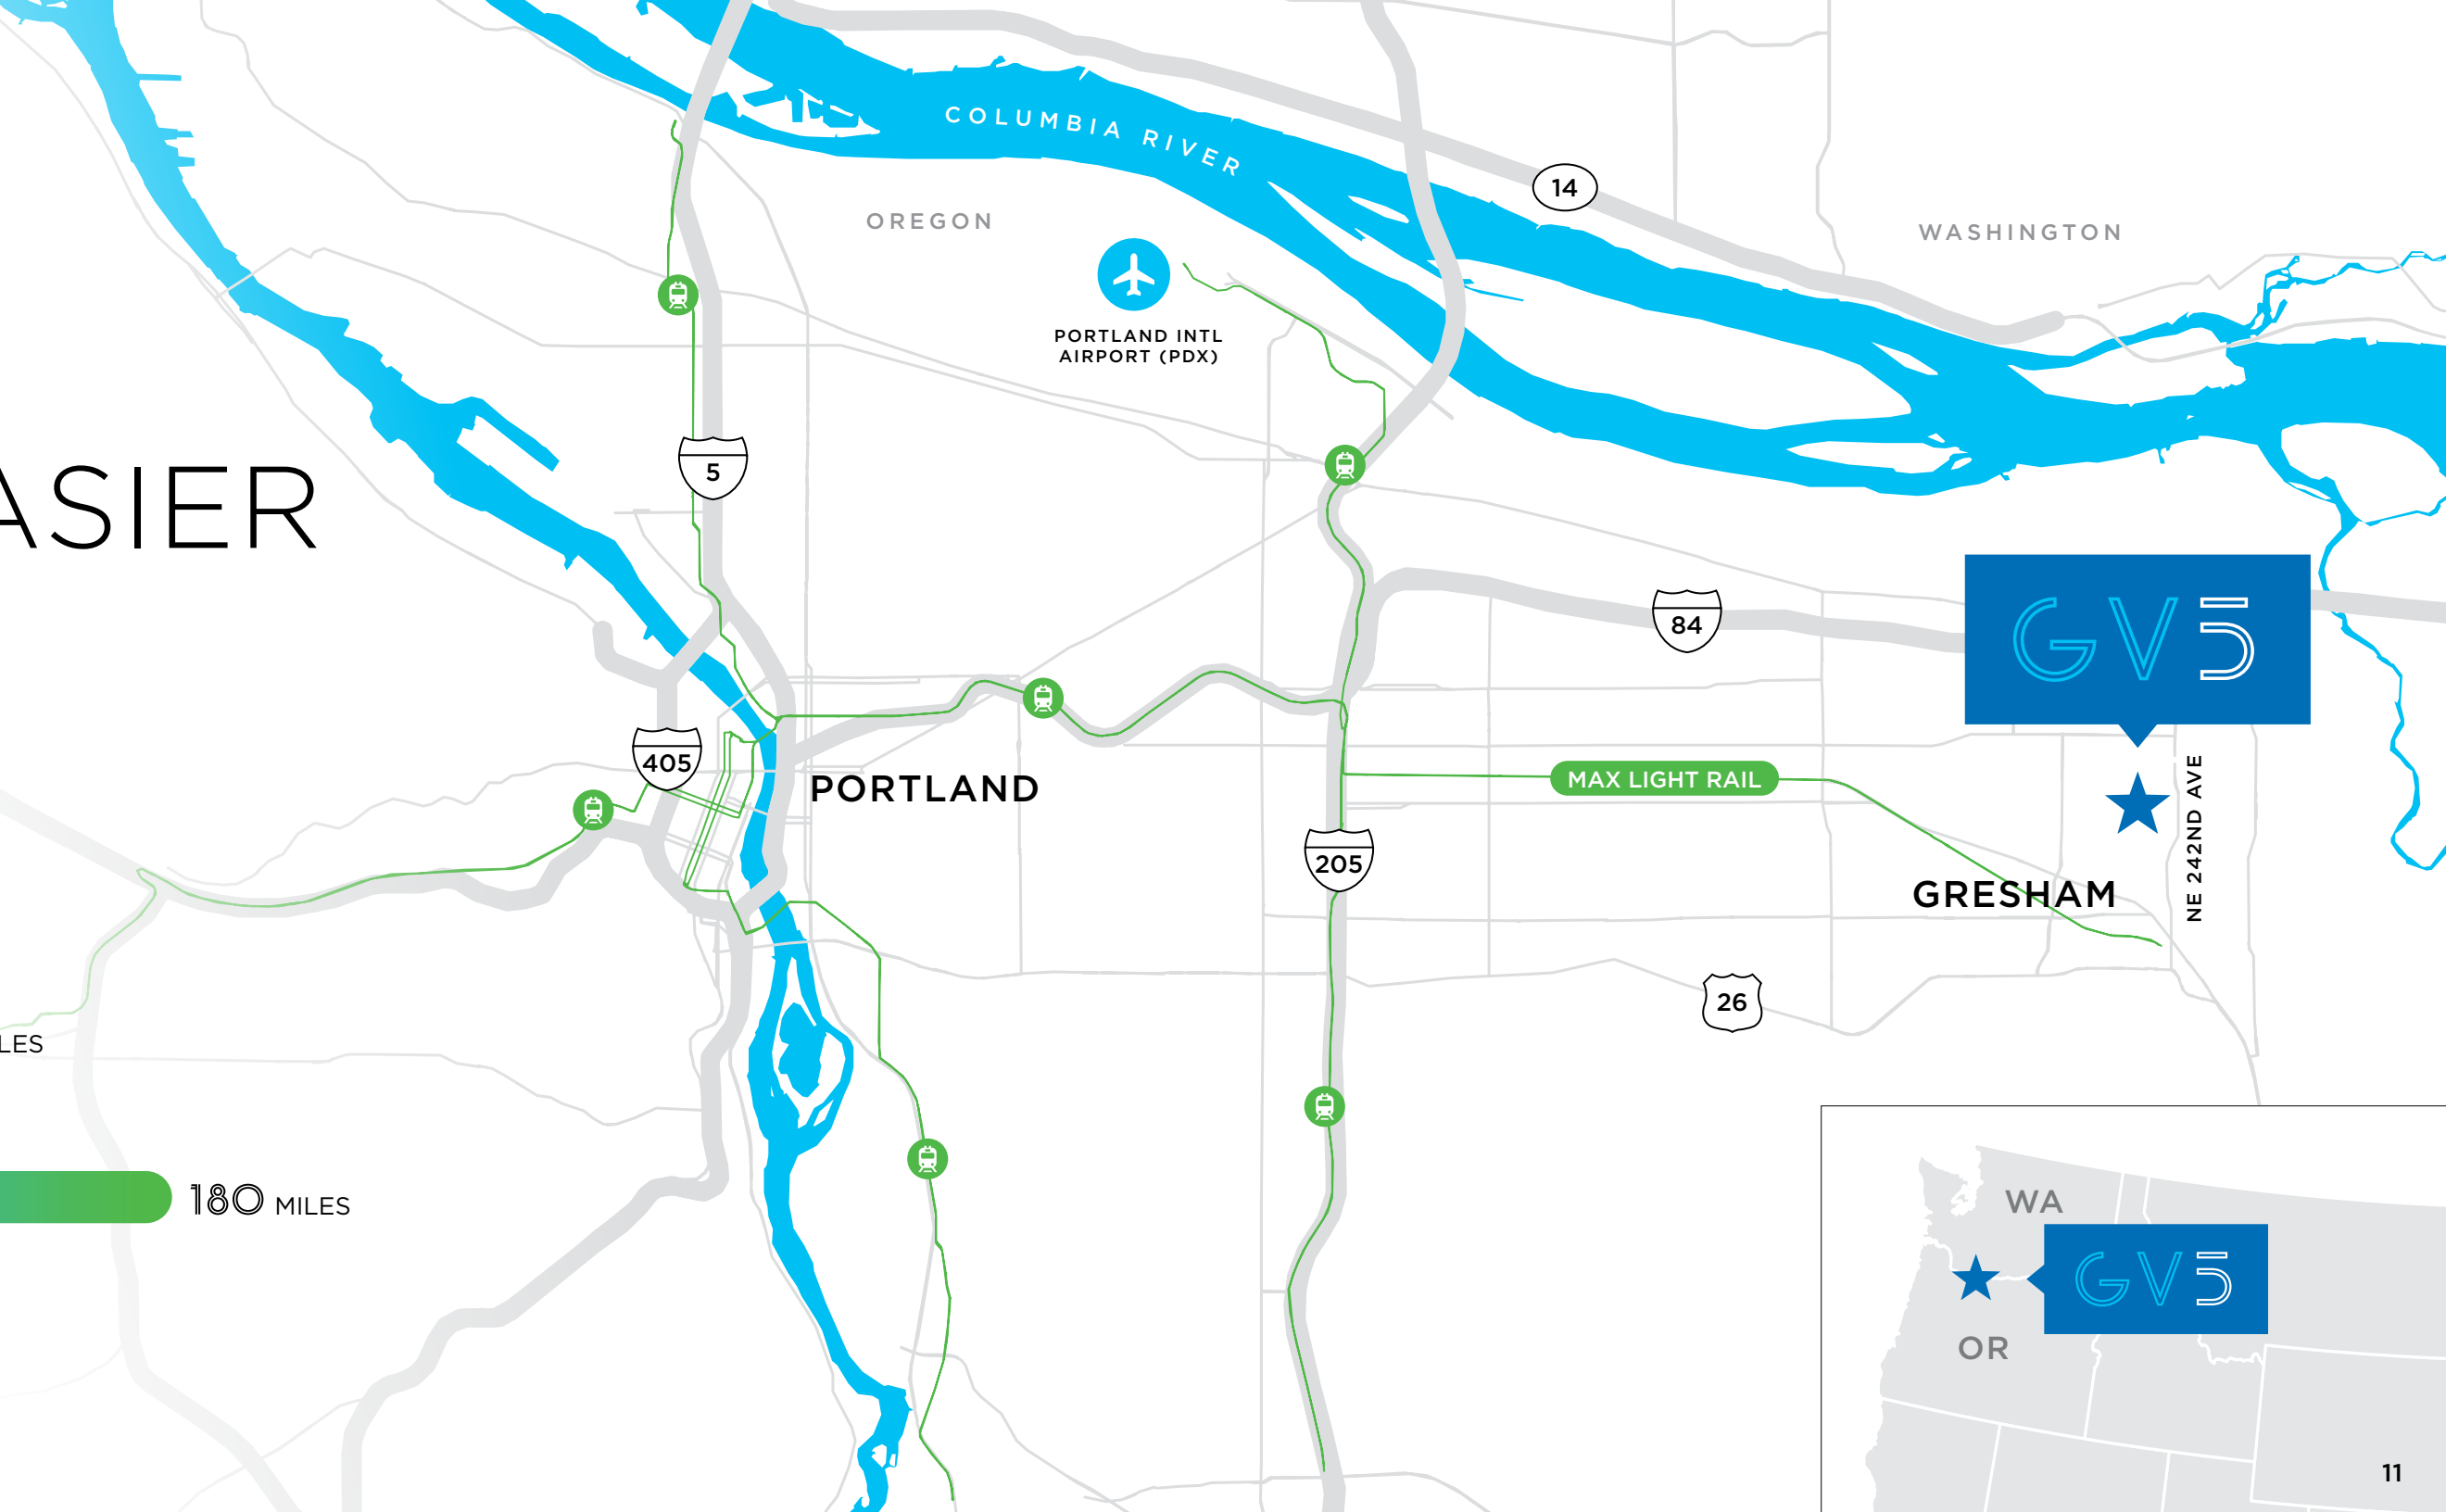 COLUMBIA RIVER
14
OREGON
WASHINGTON
PORTLAND INTL
AIRPORT (PDX)
5
ASIER
84
GV5
405
PORTLAND
MAX LIGHT RAIL
NE 242ND AVE
205
GRESHAM
26
LES
180 MILES
WA
GV5
OR
11